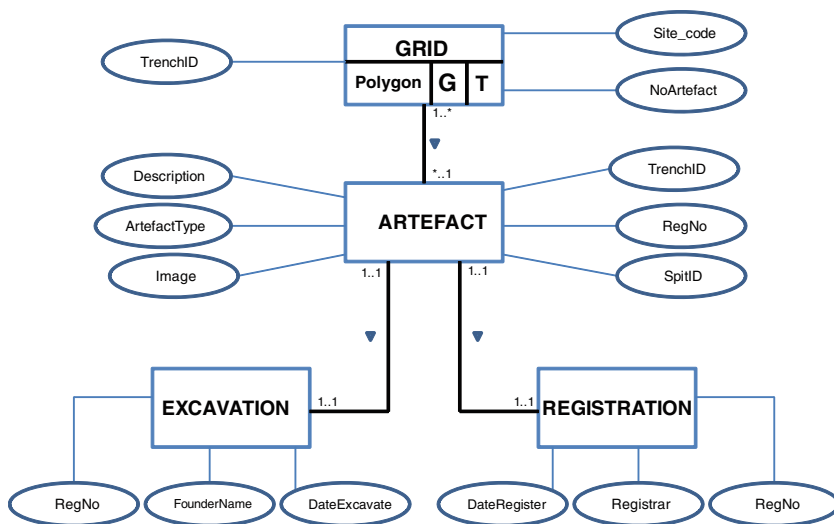 Site_code
GRID
TrenchID
Polygon G T
NoArtefact
1..*
*..1
Description
TrenchID
ArtefactType
ARTEFACT
RegNo
Image
SpitID
1..1 1..1
EXCAVATION
1..1
1..1
REGISTRATION
RegNo
FounderName
DateExcavate
DateRegister
Registrar
RegNo